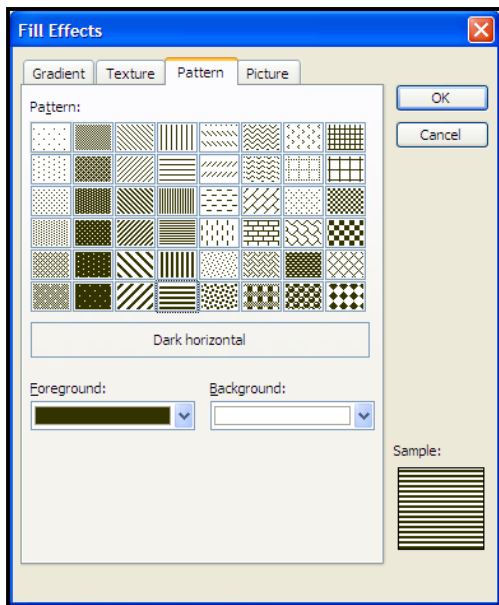 Fill Effects
Gradient Texture Pattern Picture
OK
Pattern:
Cancel
Dark horizontal
Foreground: Background:
Sample: